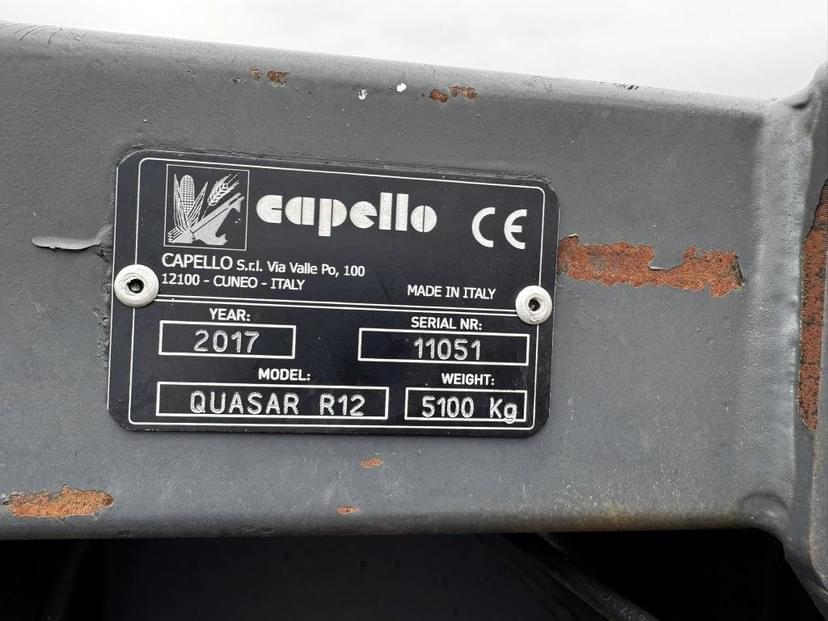 capello CE
CAPELLO S.r.l. Via Valle Po, 100
12100 - CUNEO - ITALY
MADE IN ITALY
YEAR: SERIAL NR:
2017 11051
MODEL: WEIGHT:
QUASAR R12 5100 Kg